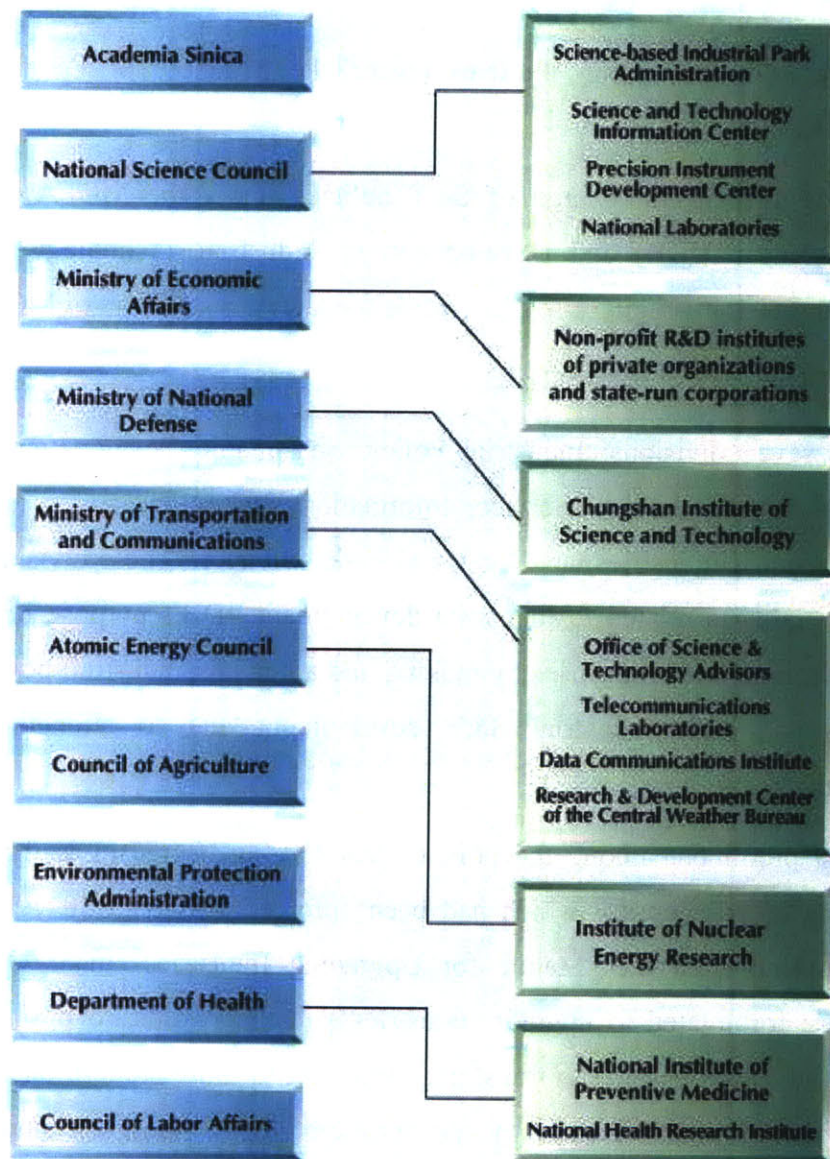 Academia Sinica
National Science Council
Ministry of Economic
Affairs
Ministry of National
Defense
Ministry of Transportation
and Communications
Atomic Energy Council
Council of Agriculture
Environmental Protection
Administration
Department of Health
Council of Labor Affairs
Science-based Industrial Park
Administration
Science and Technology
Information Center
Precision Instrument
Development Center
National Laboratories
Non-profit R&D institutes
of private organizations
and state-run corporations
Chungshan Institute of
Science and Technology
Office of Science &
Technology Advisors
Telecommunications
Laboratories
Data Communications Institute
Research & Development Center
of the Central Weather Bureau
Institute of Nuclear
Energy Research
National Institute of
Preventive Medicine
National Health Research Institute